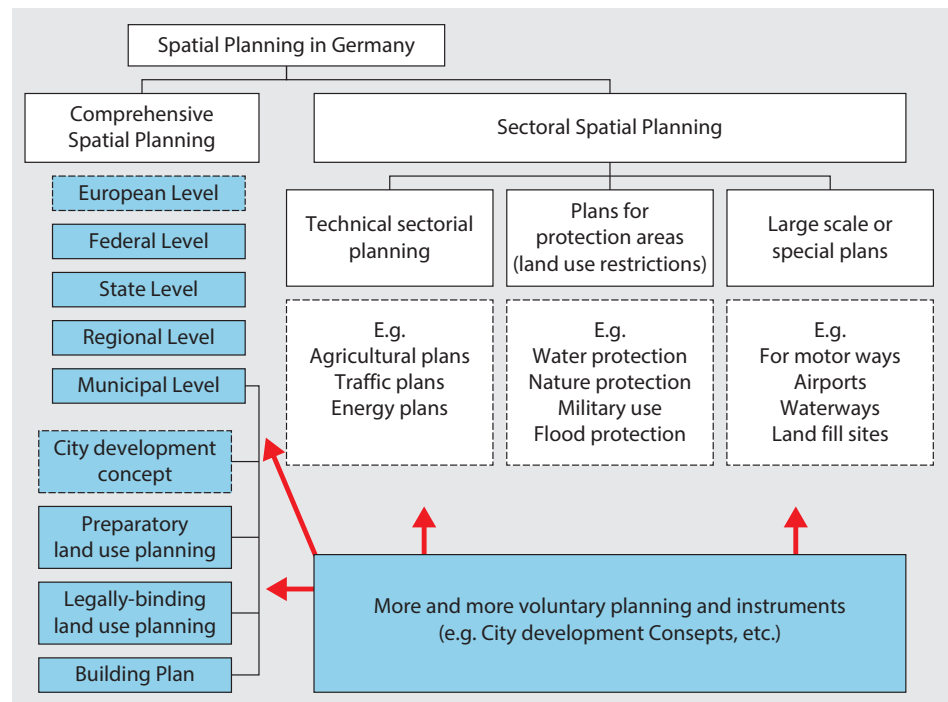 Spatial Planning in Germany
Comprehensive
Spatial Planning
Sectoral Spatial Planning
European Level
Federal Level
State Level
Regional Level
Municipal Level
City development
concept
Preparatory
land use planning
Legally-binding
land use planning
Building Plan
Technical sectorial
planning
Plans for
protection areas
(land use restrictions)
Large scale or
special plans
E.g.
Agricultural plans
Traffic plans
Energy plans
E.g.
Water protection
Nature protection
Military use
Flood protection
E.g.
For motor ways
Airports
Waterways
Land fill sites
More and more voluntary planning and instruments
(e.g. City development Consepts, etc.)